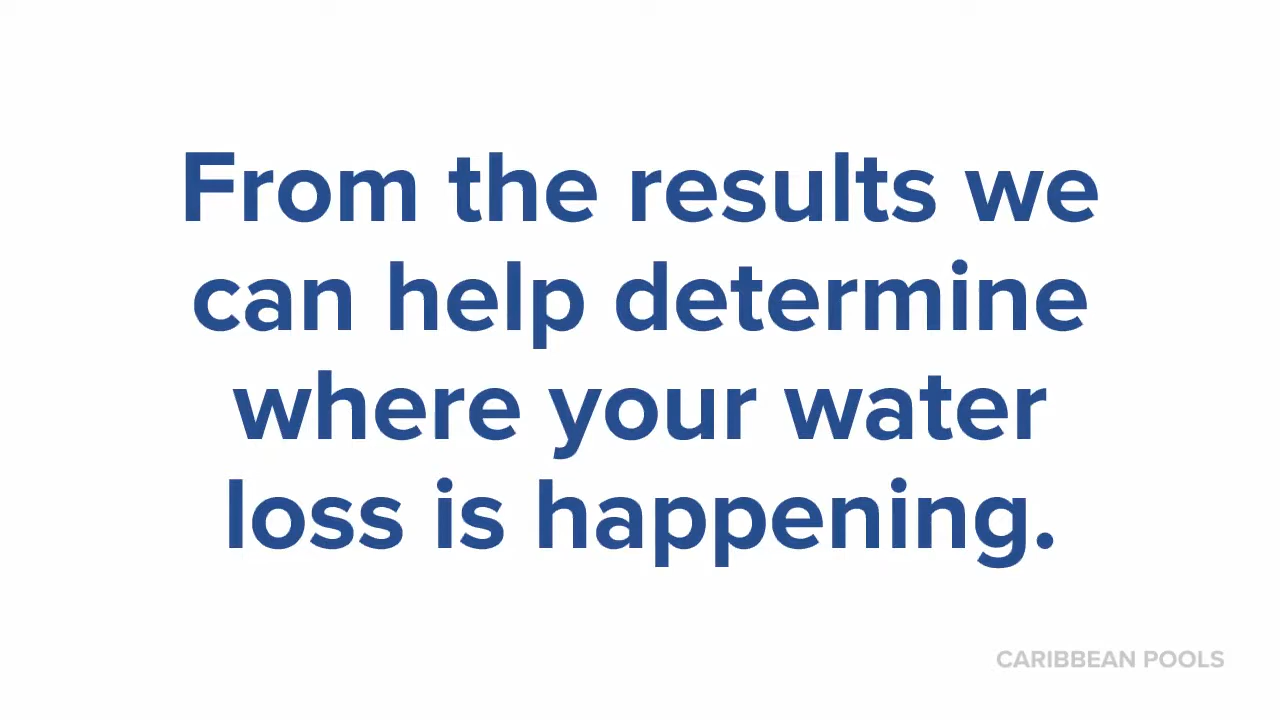 From the results we
can help determine
where your water
loss is happening.
CARIBBEAN POOLS